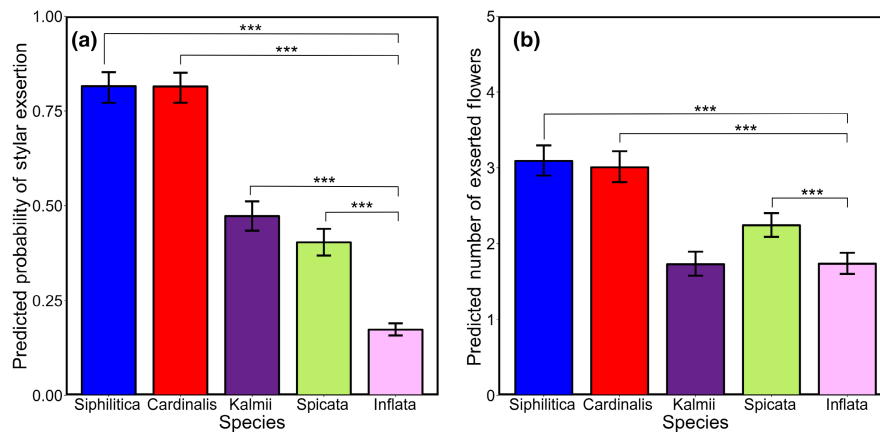 (a)
Predicted probability of stylar exsertion
1.00
0.75
0.50
0.25
0.00
***
***
***
***
Siphilitica Cardinalis Kalmii Spicata Inflata
Species
(b)
Predicted number of exserted flowers
5
4
3
2
1
0
***
***
***
Siphilitica Cardinalis Kalmii Spicata Inflata
Species